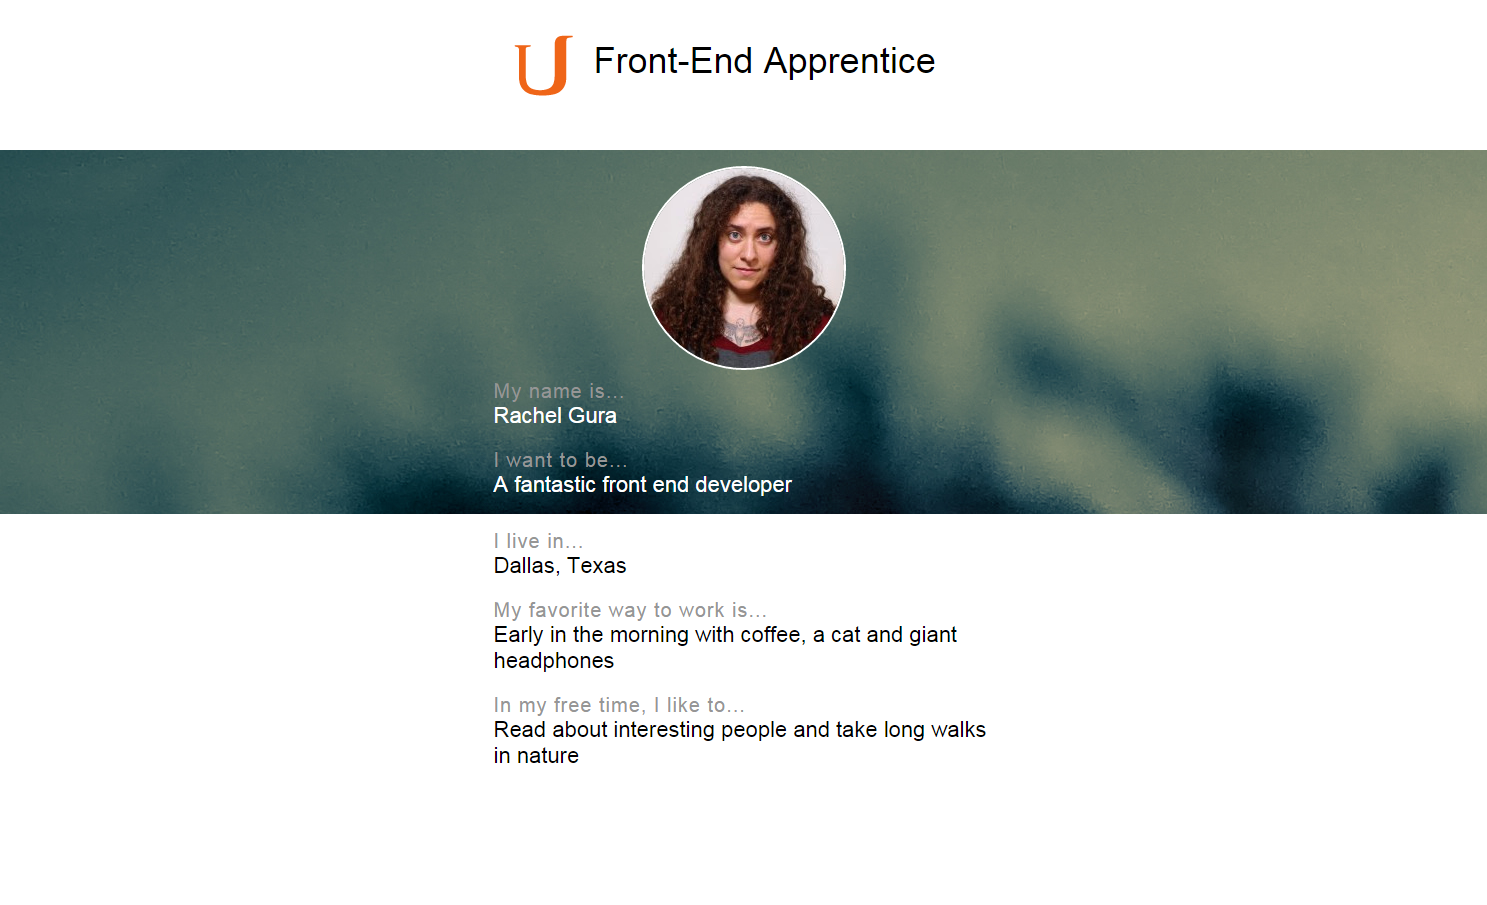 U Front-End Apprentice
My name is...
Rachel Gura
I want to be...
A fantastic front end developer
I live in...
Dallas, Texas
My favorite way to work is...
Early in the morning with coffee, a cat and giant
headphones
In my free time, I like to...
Read about interesting people and take long walks
in nature